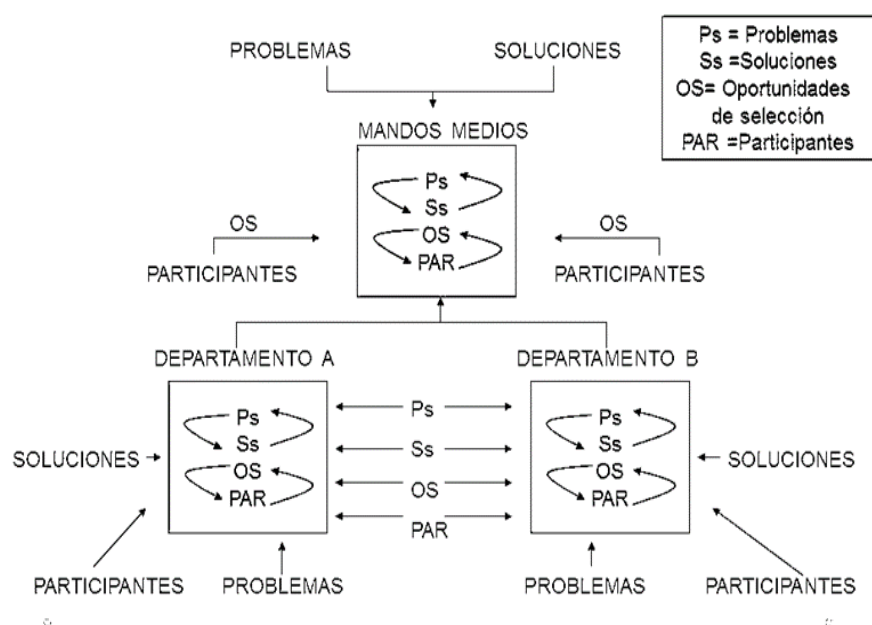 PROBLEMAS
SOLUCIONES
Ps = Problemas
Ss =Soluciones
OS= Oportunidades
de selección
PAR =Participantes
MANDOS MEDIOS
Ps
Ss
OS
PAR
OS
PARTICIPANTES
OS
PARTICIPANTES
DEPARTAMENTO A
DEPARTAMENTO B
Ps
Ss
OS
PAR
Ps
Ss
OS
PAR
Ps
Ss
OS
PAR
SOLUCIONES
SOLUCIONES
PARTICIPANTES
PROBLEMAS
PROBLEMAS
PARTICIPANTES